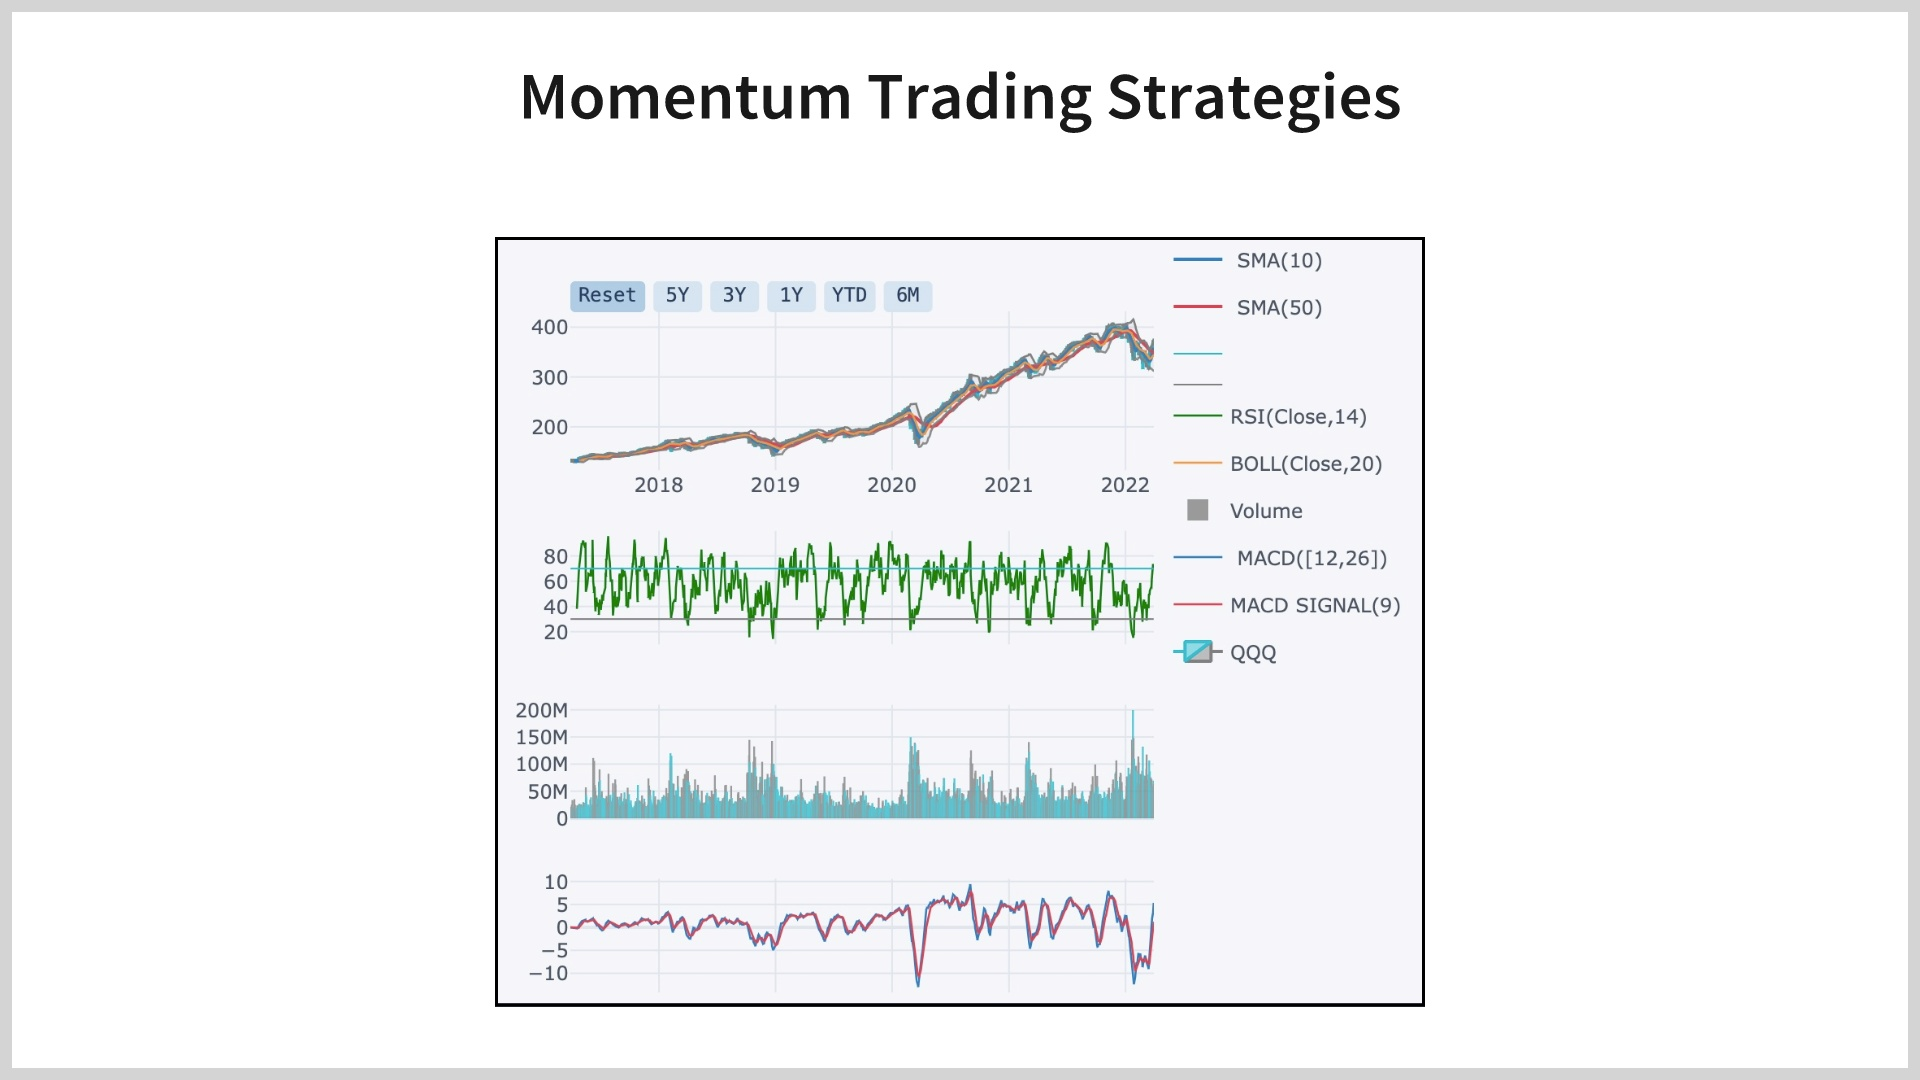 Momentum Trading Strategies
Reset 5Y 3Y 1Y YTD 6M
400
300
200
2018 2019 2020 2021 2022
80
60
40
20
200M
150M
100M
50M
0
10
5
0
−5
−10
SMA(10)
SMA(50)
RSI(Close,14)
BOLL(Close,20)
Volume
MACD([12,26])
MACD SIGNAL(9)
QQQ